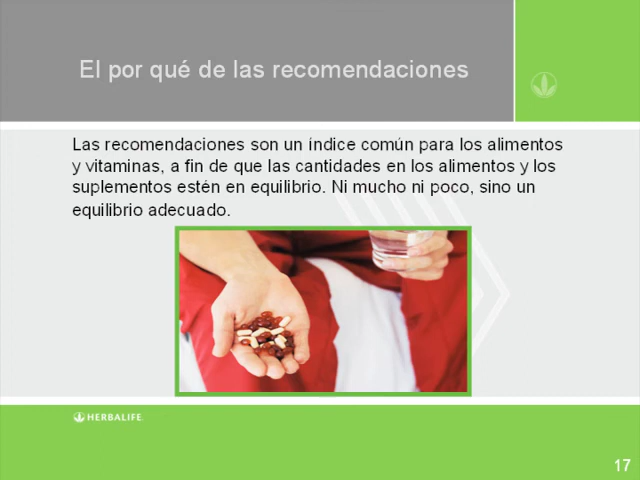 El por qué de las recomendaciones
Las recomendaciones son un índice común para los alimentos
y vitaminas, a fin de que las cantidades en los alimentos y los
suplementos estén en equilibrio. Ni mucho ni poco, sino un
equilibrio adecuado.
HERBALIFE.
17